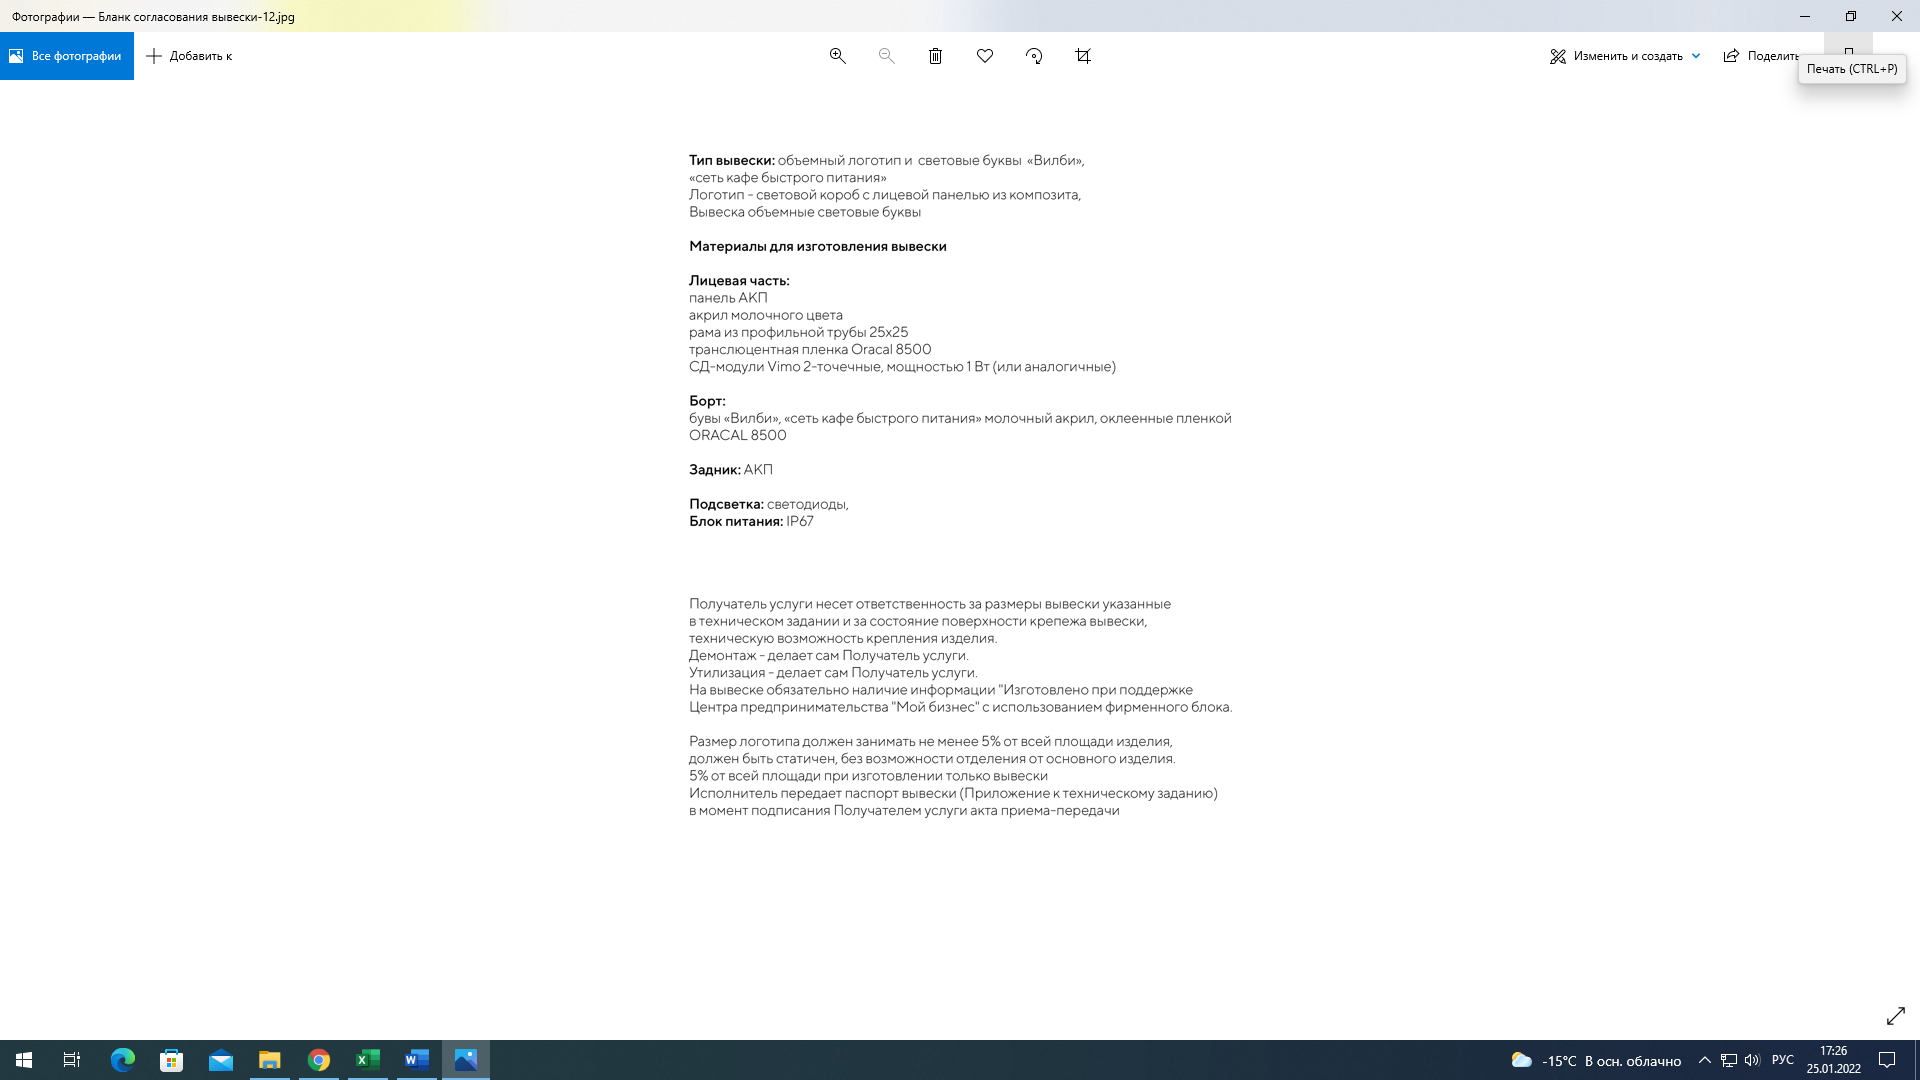 Фотографии — Бланк согласования вывески-12.jpg
Все фотографии
Добавить к
Изменить и создать
Поделить
Печать (CTRL+P)
Тип вывески: объемный логотип и световые буквы «Вилби»,
«сеть кафе быстрого питания»
Логотип - световой короб с лицевой панелью из композита,
Вывеска объемные световые буквы
Материалы для изготовления вывески
Лицевая часть:
панель АКП
акрил молочного цвета
рама из профильной трубы 25х25
транслюцентная пленка Oracal 8500
СД-модули Vimo 2-точечные, мощностью 1 Вт (или аналогичные)
Борт:
бувы «Вилби», «сеть кафе быстрого питания» молочный акрил, оклеенные пленкой
ORACAL 8500
Задник: АКП
Подсветка: светодиоды,
Блок питания: IP67
Получатель услуги несет ответственность за размеры вывески указанные
в техническом задании и за состояние поверхности крепежа вывески,
техническую возможность крепления изделия.
Демонтаж - делает сам Получатель услуги.
Утилизация - делает сам Получатель услуги.
На вывеске обязательно наличие информации "Изготовлено при поддержке
Центра предпринимательства "Мой бизнес" с использованием фирменного блока.
Размер логотипа должен занимать не менее 5% от всей площади изделия,
должен быть статичен, без возможности отделения от основного изделия.
5% от всей площади при изготовлении только вывески
Исполнитель передает паспорт вывески (Приложение к техническому заданию)
в момент подписания Получателем услуги акта приема-передачи
-15°C В осн. облачно
РУС
17:26
25.01.2022